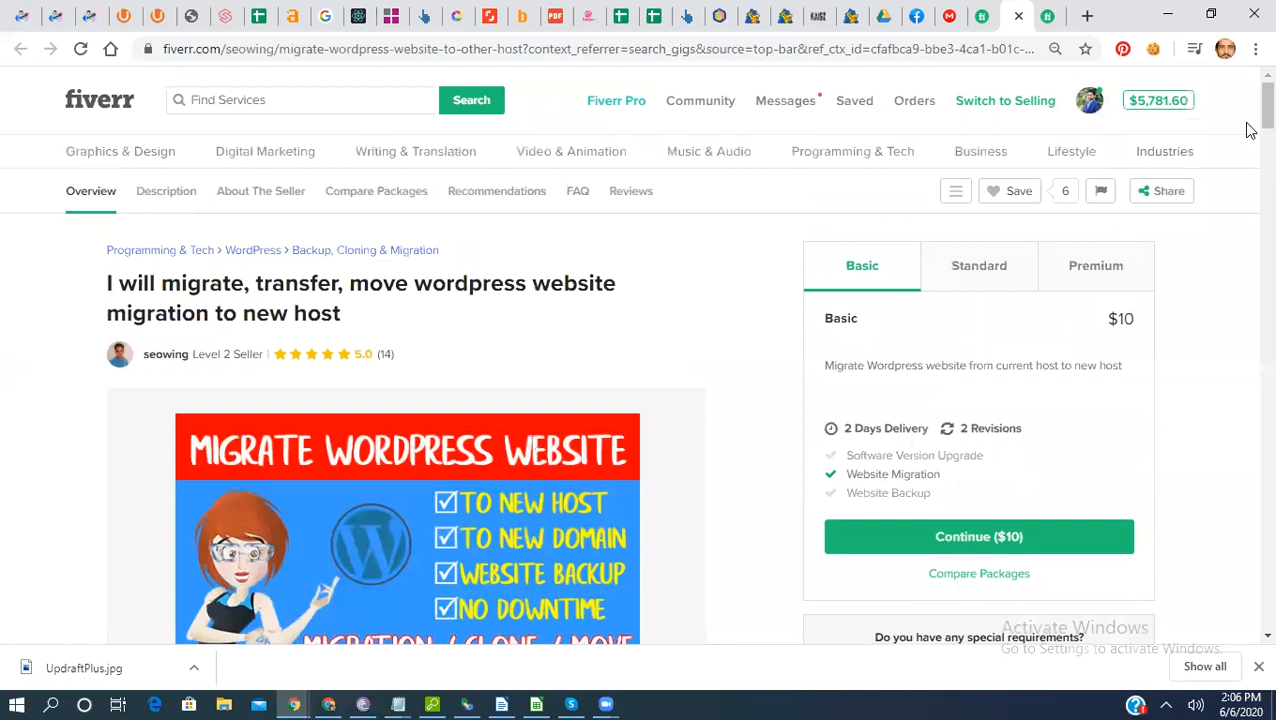 fiverr.com/seowing/migrate-wordpress-website-to-other-host?context_referrer=search_gigs&source=top-bar&ref_ctx_id=cfafbca9-bbe3-4ca1-b01c-...
fiverr
Find Services
Search
Fiverr Pro
Community
Messages
Saved
Orders
Switch to Selling
$5,781.60
Graphics & Design
Digital Marketing
Writing & Translation
Video & Animation
Music & Audio
Programming & Tech
Business
Lifestyle
Industries
Overview
Description
About The Seller
Compare Packages
Recommendations
FAQ
Reviews
Save
6
Share
Programming & Tech > WordPress > Backup, Cloning & Migration
I will migrate, transfer, move wordpress website
migration to new host
seowing Level 2 Seller
5.0 (14)
MIGRATE WORDPRESS WEBSITE
TO NEW HOST
TO NEW DOMAIN
WEBSITE BACKUP
NO DOWNTIME
MIGRATION / CLONE / MOVE
Basic
Standard
Premium
Basic
$10
Migrate Wordpress website from current host to new host
2 Days Delivery
2 Revisions
Software Version Upgrade
Website Migration
Website Backup
Continue ($10)
Compare Packages
Do you have any special requirements?
Activate Windows
Go to Settings to activate Windows.
UpdraftPlus.jpg
Show all
2:06 PM
6/6/2020